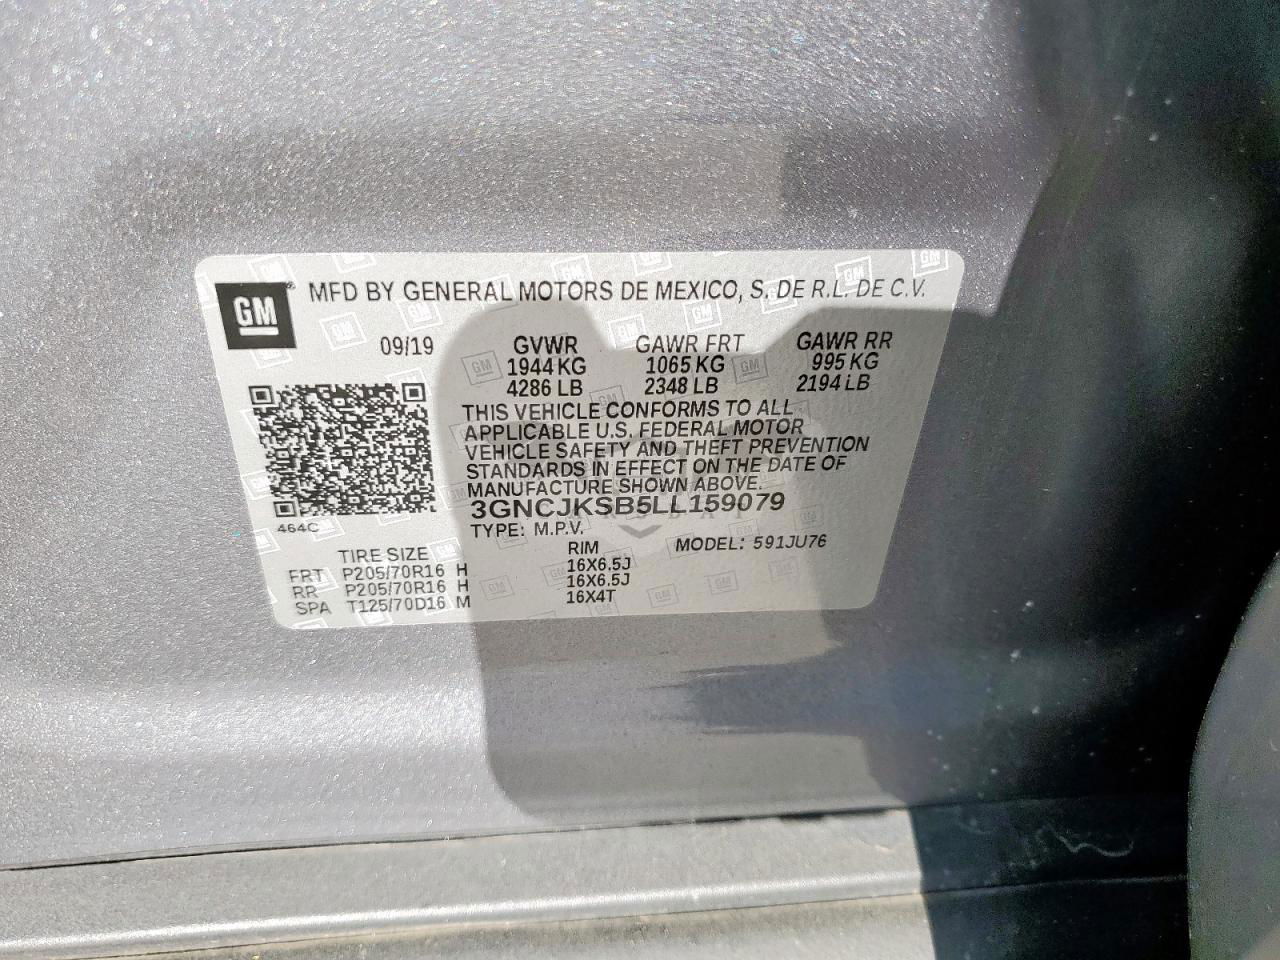 GM
MFD BY GENERAL MOTORS DE MEXICO, S. DE R.L. DE C.V.
09/19 GVWR GAWR FRT GAWR RR
1944 KG 1065 KG 995 KG
4286 LB 2348 LB 2194 LB
THIS VEHICLE CONFORMS TO ALL
APPLICABLE U.S. FEDERAL MOTOR
VEHICLE SAFETY AND THEFT PREVENTION
STANDARDS IN EFFECT ON THE DATE OF
MANUFACTURE SHOWN ABOVE.
3GNCJKSB5LL159079
464C
TYPE: M.P.V.
MODEL: 591JU76
TIRE SIZE RIM
FRT P205/70R16 H 16X6.5J
RR P205/70R16 H 16X6.5J
SPA T125/70D16 M 16X4T